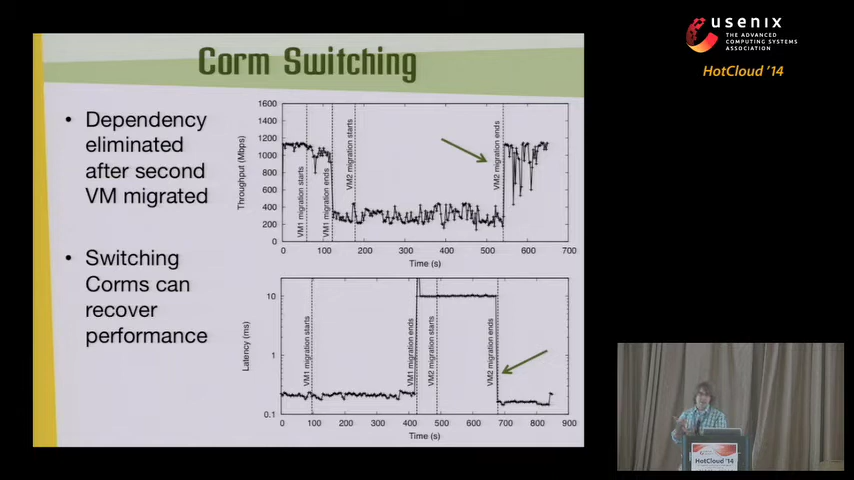 usenix
THE ADVANCED
COMPUTING SYSTEMS
ASSOCIATION
HotCloud '14
Corm Switching
• Dependency
eliminated
after second
VM migrated
• Switching
Corms can
recover
performance
Throughput (Mbps)
1600
1400
1200
1000
800
600
400
200
0
VM1 migration starts
VM1 migration ends
VM2 migration starts
VM2 migration ends
0 100 200 300 400 500 600 700
Time (s)
Latency (ms)
10
1
0.1
VM1 migration starts
VM1 migration ends
VM2 migration starts
VM2 migration ends
0 100 200 300 400 500 600 700 800 900
Time (s)
HotCloud '14